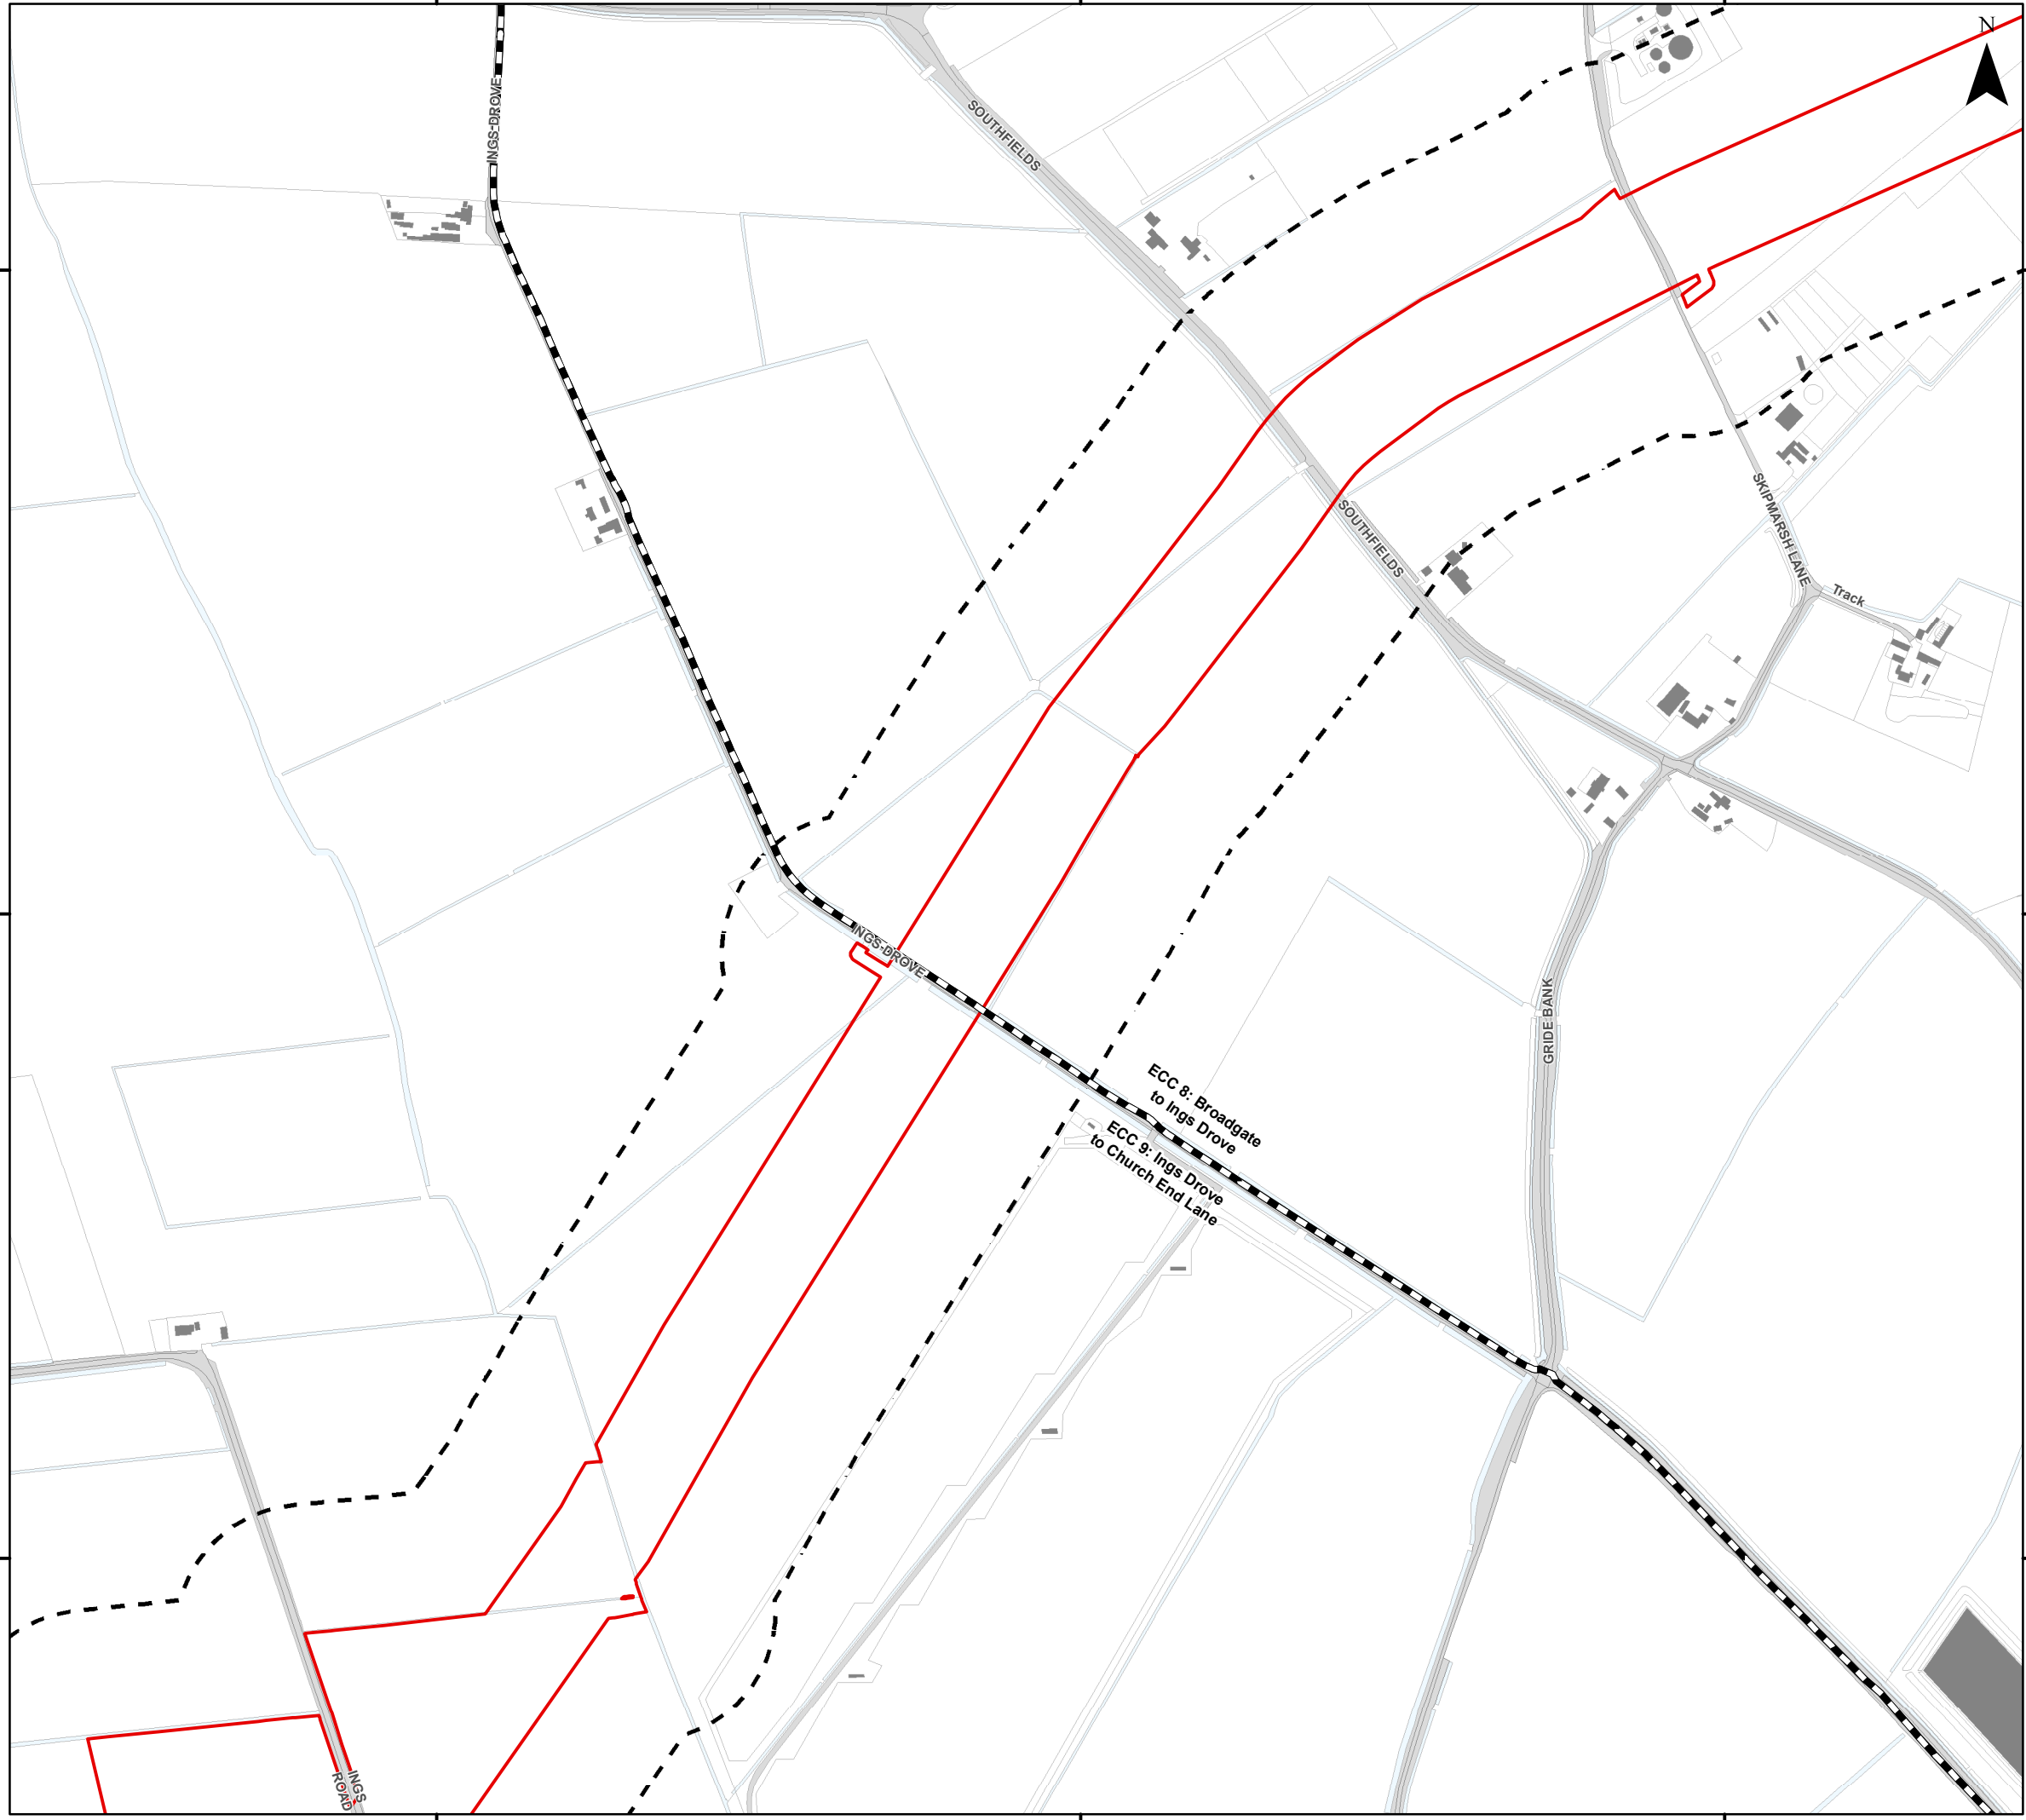 N
INGS DROVE
SOUTHFIELDS
SOUTHFIELDS
SKIPMARSH LANE
Track
INGS DROVE
GRIDE BANK
ECC 8: Broadgate
to Ings Drove
ECC 9: Ings Drove
to Church End Lane
INGS
ROAD